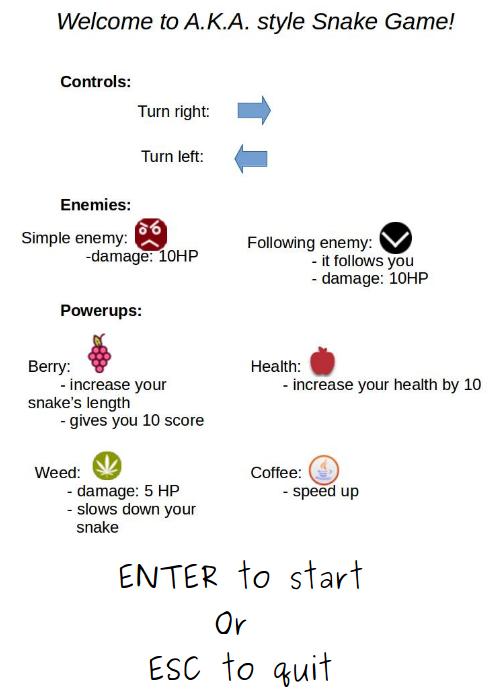 Welcome to A.K.A. style Snake Game!
Controls:
Turn right:
Turn left:
Enemies:
Simple enemy:
-damage: 10HP
Following enemy:
- it follows you
- damage: 10HP
Powerups:
Berry:
- increase your
snake's length
- gives you 10 score
Health:
- increase your health by 10
Weed:
- damage: 5 HP
- slows down your
snake
Coffee:
- speed up
ENTER to start
Or
ESC to quit